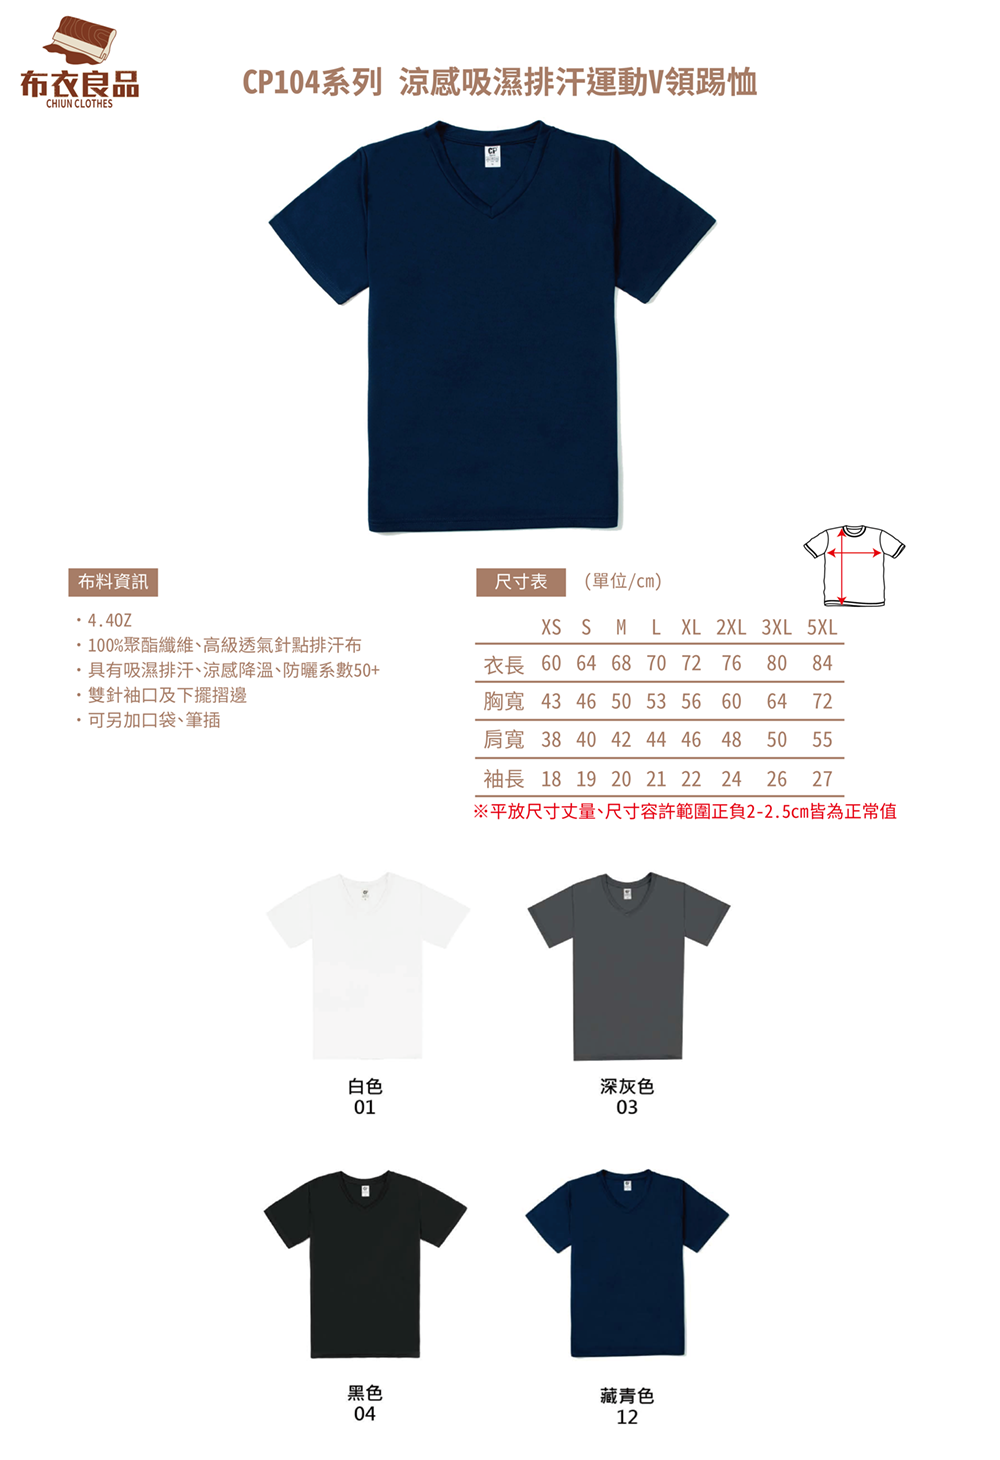 布衣良品
CHIUN CLOTHES
CP104系列 涼感吸濕排汗運動V領踢恤
CP
布料資訊
・4.4OZ
・100%聚酯纖維、高級透氣針點排汗布
・具有吸濕排汗、涼感降溫、防曬系數50+
・雙針袖口及下擺摺邊
・可另加口袋、筆插
尺寸表 (單位/cm)
XS S M L XL 2XL 3XL 5XL
衣長 60 64 68 70 72 76 80 84
胸寬 43 46 50 53 56 60 64 72
肩寬 38 40 42 44 46 48 50 55
袖長 18 19 20 21 22 24 26 27
※平放尺寸丈量、尺寸容許範圍正負2-2.5cm皆為正常值
白色
01
深灰色
03
黑色
04
藏青色
12